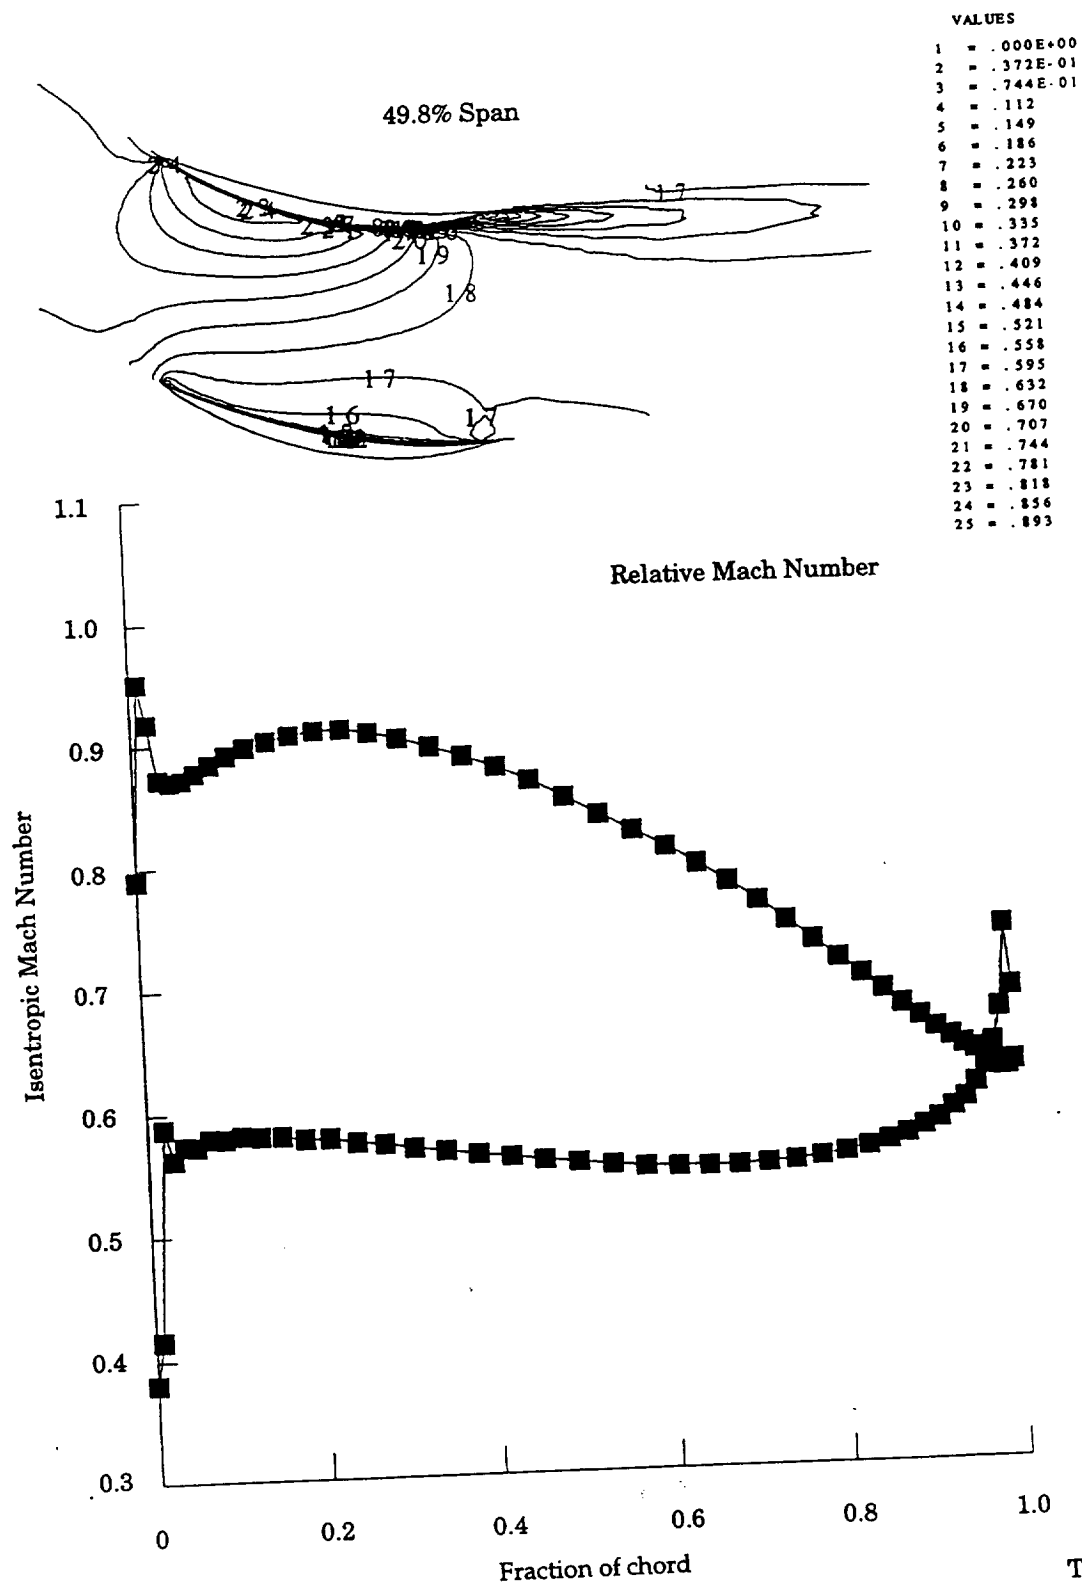 VALUES
1 = .000E+00
2 = .372E-01
3 = .744E-01
4 = .112
5 = .149
6 = .186
7 = .223
8 = .260
9 = .298
10 = .335
11 = .372
12 = .409
13 = .446
14 = .484
15 = .521
16 = .558
17 = .595
18 = .632
19 = .670
20 = .707
21 = .744
22 = .781
23 = .818
24 = .856
25 = .893
49.8% Span
17
24
19
18
17
16
17
Relative Mach Number
1.1
1.0
0.9
0.8
0.7
0.6
0.5
0.4
0.3
Isentropic Mach Number
0
0.2
0.4
0.6
0.8
1.0
Fraction of chord
T